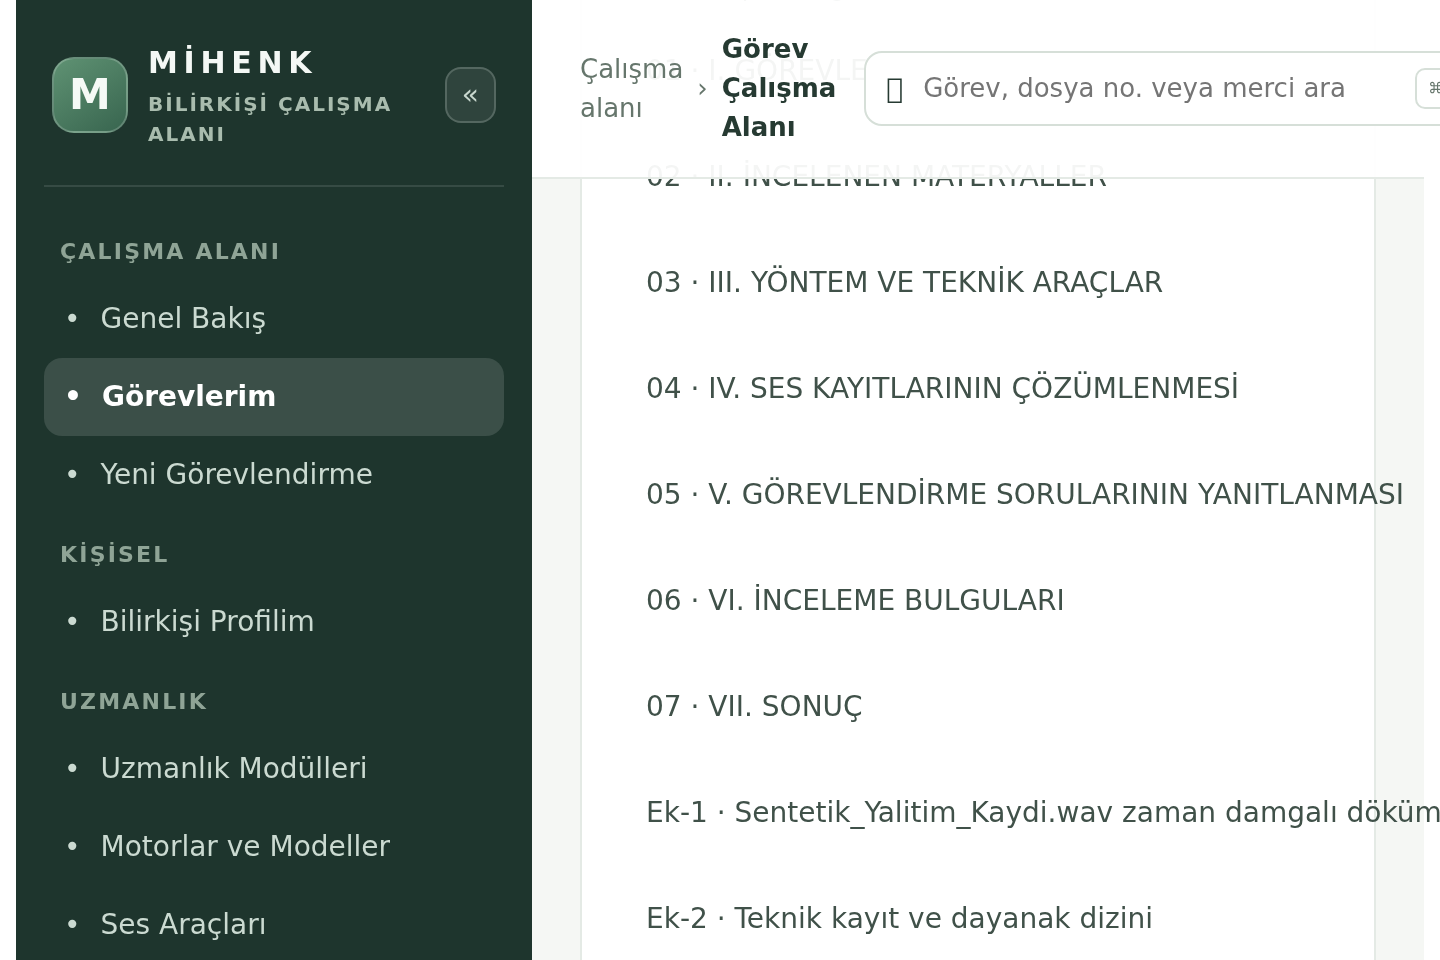 M
MİHENK
BİLİRKİŞİ ÇALIŞMA
ALANI
«
ÇALIŞMA ALANI
• Genel Bakış
• Görevlerim
• Yeni Görevlendirme
KİŞİSEL
• Bilirkişi Profilim
UZMANLIK
• Uzmanlık Modülleri
• Motorlar ve Modeller
• Ses Araçları
Çalışma
alanı
›
Görev
Çalışma
Alanı
Görev, dosya no. veya merci ara
⌘
02 · II. İNCELENEN MATERYALLER
03 · III. YÖNTEM VE TEKNİK ARAÇLAR
04 · IV. SES KAYITLARININ ÇÖZÜMLENMESİ
05 · V. GÖREVLENDİRME SORULARININ YANITLANMASI
06 · VI. İNCELEME BULGULARI
07 · VII. SONUÇ
Ek-1 · Sentetik_Yalitim_Kaydi.wav zaman damgalı döküm
Ek-2 · Teknik kayıt ve dayanak dizini